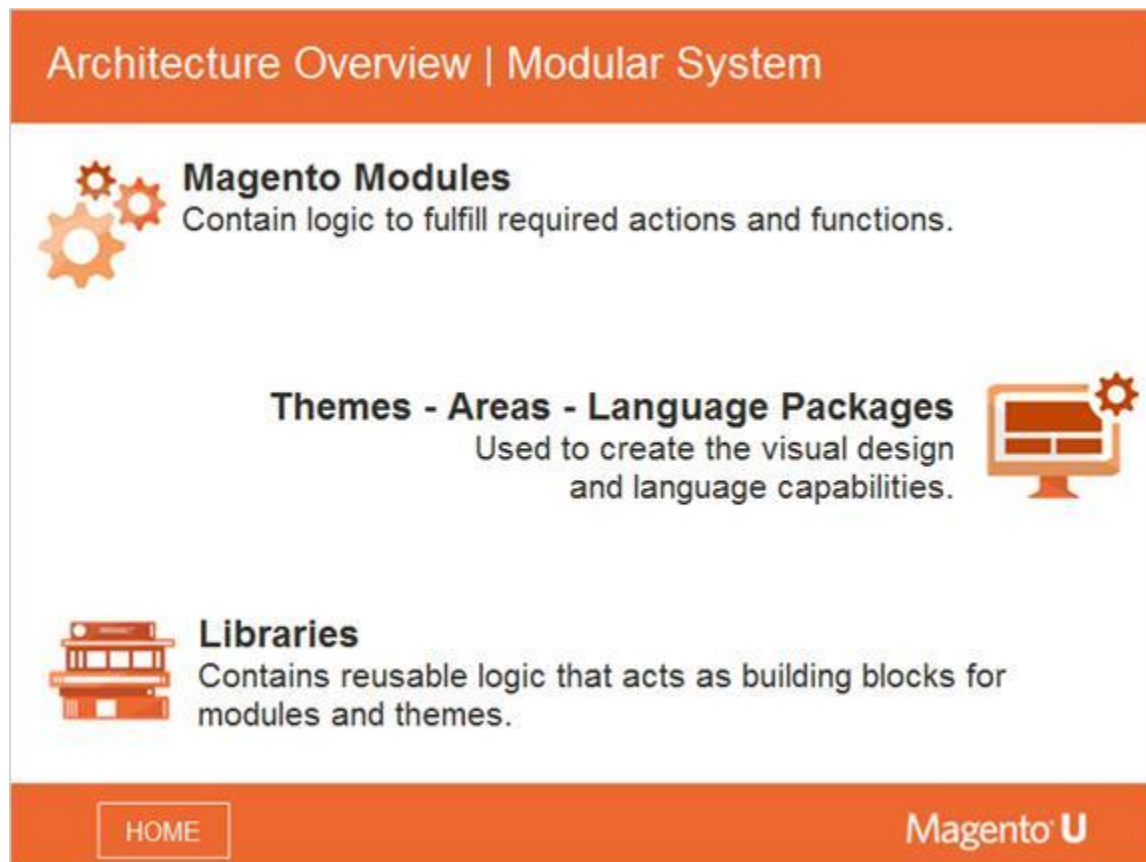 Architecture Overview | Modular System
Magento Modules
Contain logic to fulfill required actions and functions.
Themes - Areas - Language Packages
Used to create the visual design
and language capabilities.
Libraries
Contains reusable logic that acts as building blocks for
modules and themes.
HOME
Magento U